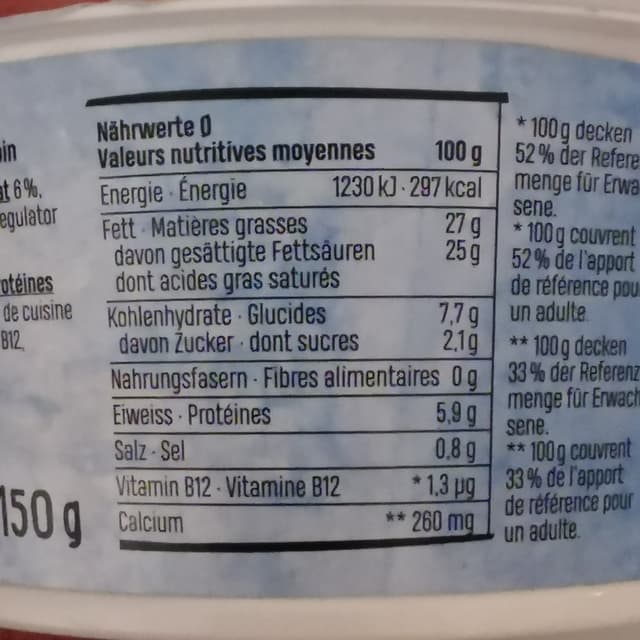 at 6%,
otéines
de cuisine
B12,
150 g
Nährwerte Ø
Valeurs nutritives moyennes 100 g
Energie · Énergie 1230 kJ · 297 kcal
Fett · Matières grasses 27 g
davon gesättigte Fettsäuren 25 g
dont acides gras saturés
Kohlenhydrate · Glucides 7,7 g
davon Zucker · dont sucres 2,1 g
Nahrungsfasern · Fibres alimentaires 0 g
Eiweiss · Protéines 5,9 g
Salz · Sel 0,8 g
Vitamin B12 · Vitamine B12 * 1,3 µg
Calcium ** 260 mg
* 100 g decken
52 % der Refere
menge für Erwa
sene.
* 100 g couvrent
52 % de l'apport
de référence pou
un adulte.
** 100 g decken
33 % der Referenz
menge für Erwach
sene.
** 100 g couvrent
33 % de l'apport
de référence pour
un adulte.